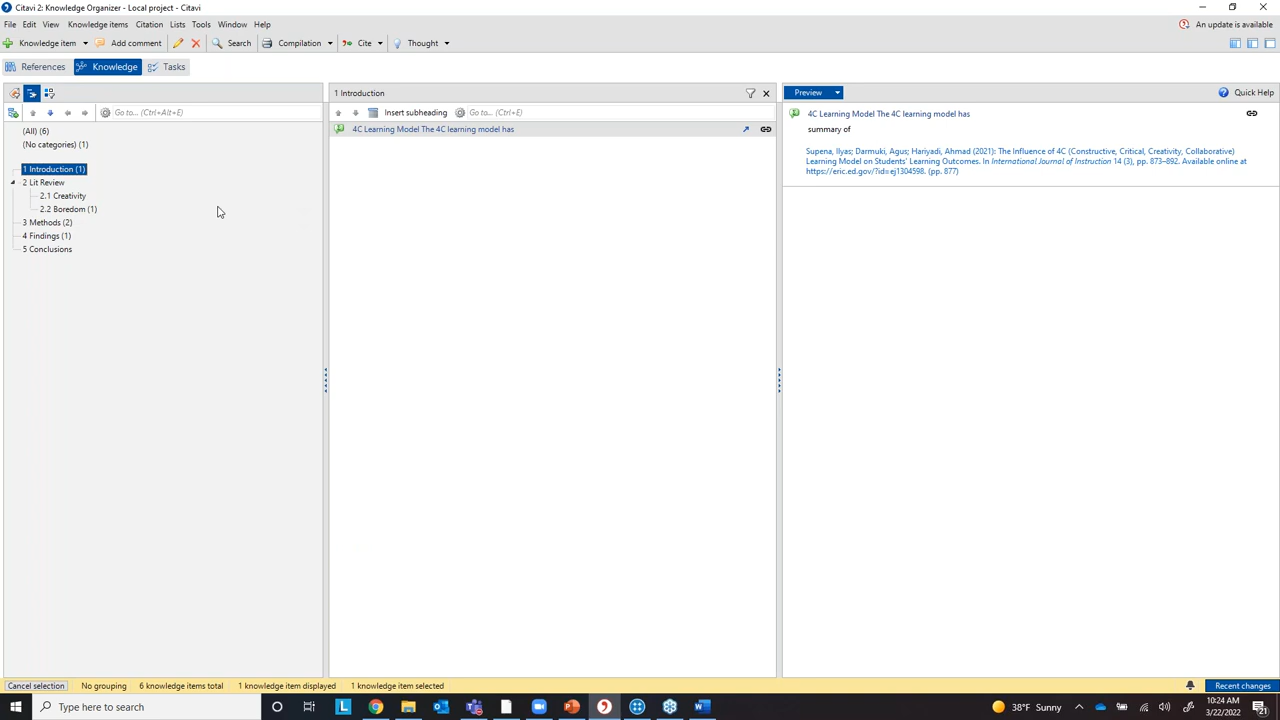 Citavi 2: Knowledge Organizer - Local project - Citavi
File Edit View Knowledge items Citation Lists Tools Window Help
An update is available
Knowledge item Add comment Search Compilation Cite Thought
References Knowledge Tasks
1 Introduction
Preview
Quick Help
Go to... (Ctrl+Alt+E)
Insert subheading Go to... (Ctrl+E)
(All) (6)
(No categories) (1)
1 Introduction (1)
2 Lit Review
2.1 Creativity
2.2 Boredom (1)
3 Methods (2)
4 Findings (1)
5 Conclusions
4C Learning Model The 4C learning model has
4C Learning Model The 4C learning model has
summary of
Supena, Ilyas; Darmuki, Agus; Hariyadi, Ahmad (2021): The Influence of 4C (Constructive, Critical, Creativity, Collaborative)
Learning Model on Students' Learning Outcomes. In International Journal of Instruction 14 (3), pp. 873–892. Available online at
https://eric.ed.gov/?id=ej1304598. (pp. 877)
Cancel selection No grouping 6 knowledge items total 1 knowledge item displayed 1 knowledge item selected
Recent changes
Type here to search
38°F Sunny
10:24 AM
3/22/2022